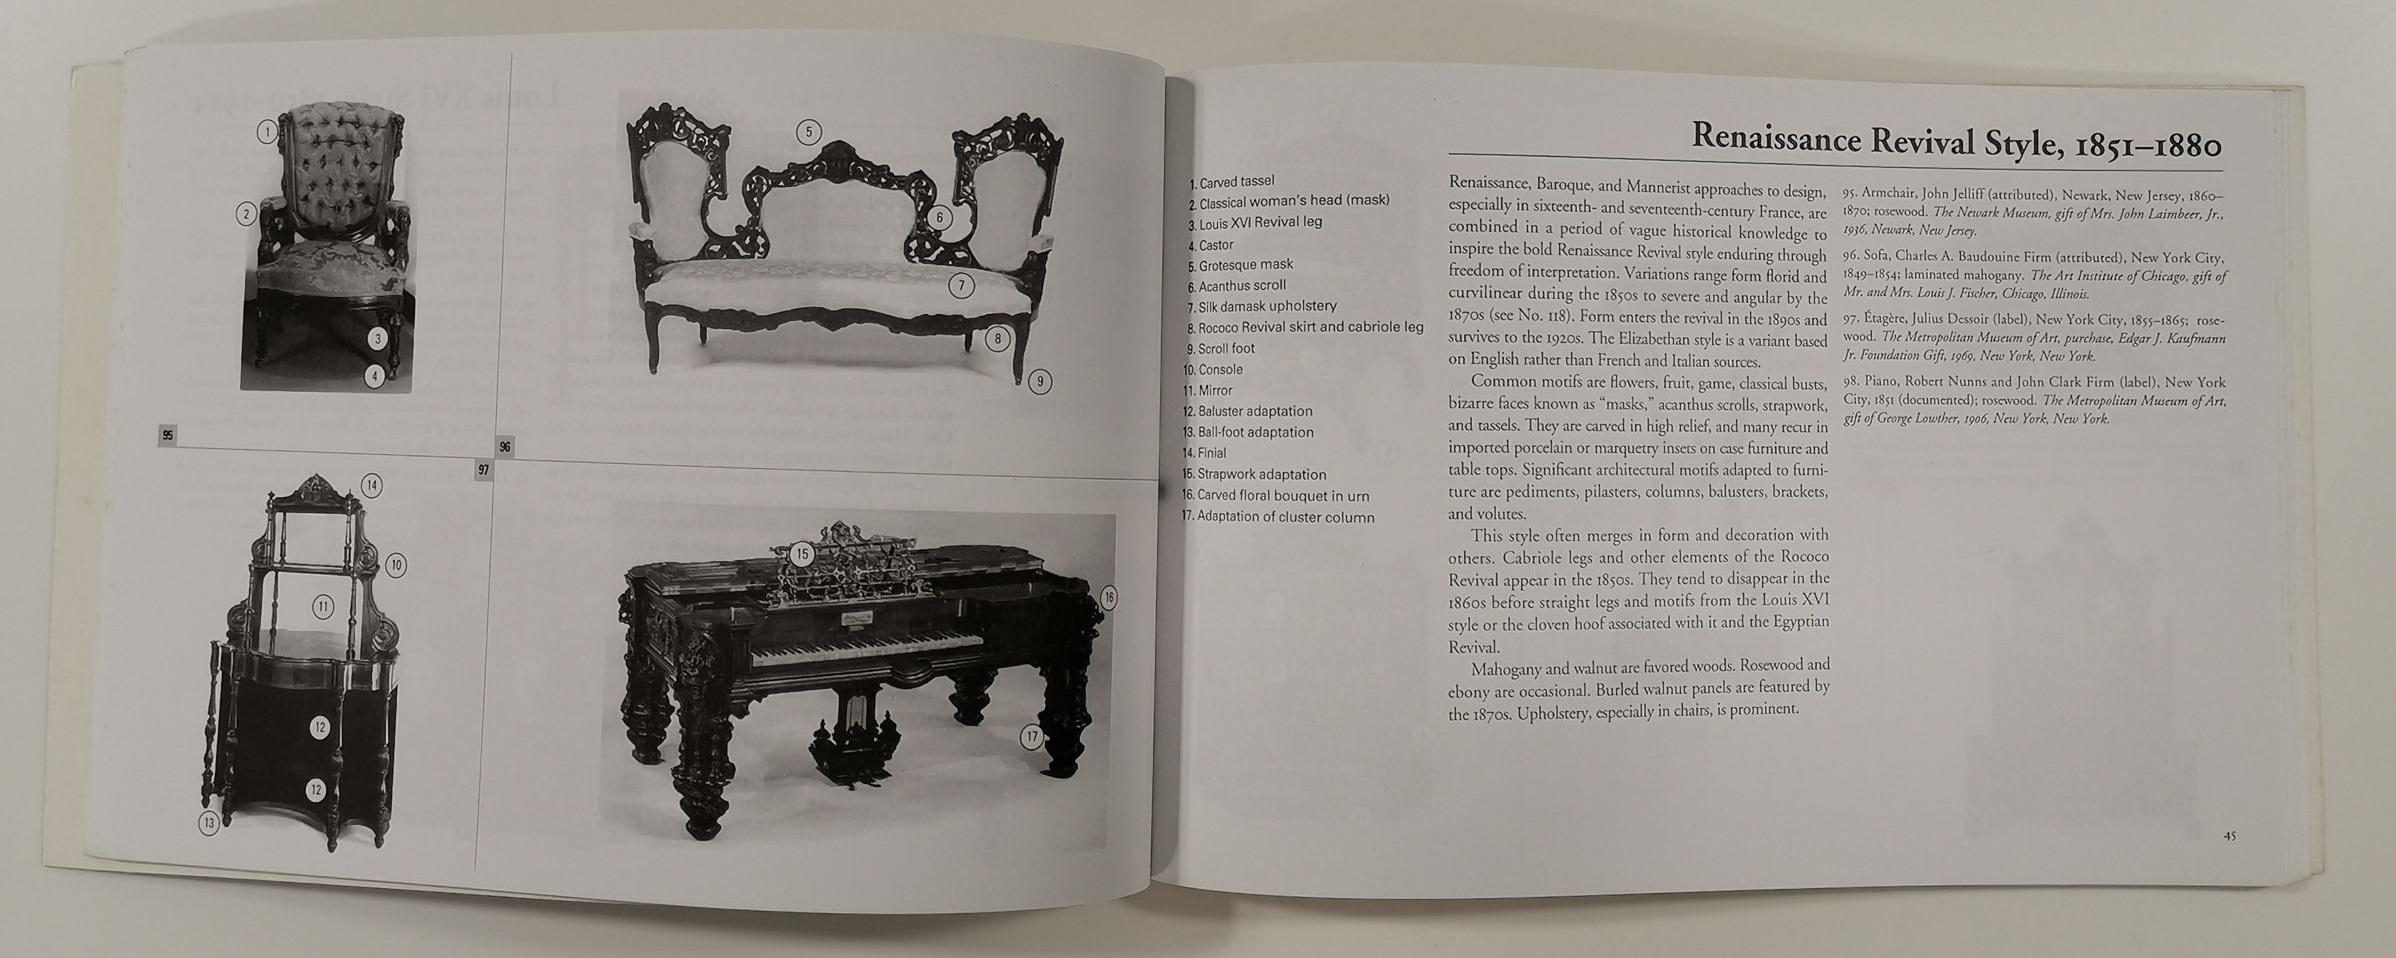 1
2
3
4
95
5
6
7
8
9
96
97
14
10
11
12
12
13
15
16
17
1. Carved tassel
2. Classical woman's head (mask)
3. Louis XVI Revival leg
4. Castor
5. Grotesque mask
6. Acanthus scroll
7. Silk damask upholstery
8. Rococo Revival skirt and cabriole leg
9. Scroll foot
10. Console
11. Mirror
12. Baluster adaptation
13. Ball-foot adaptation
14. Finial
15. Strapwork adaptation
16. Carved floral bouquet in urn
17. Adaptation of cluster column
Renaissance Revival Style, 1851–1880
Renaissance, Baroque, and Mannerist approaches to design,
especially in sixteenth- and seventeenth-century France, are
combined in a period of vague historical knowledge to
inspire the bold Renaissance Revival style enduring through
freedom of interpretation. Variations range form florid and
curvilinear during the 1850s to severe and angular by the
1870s (see No. 118). Form enters the revival in the 1890s and
survives to the 1920s. The Elizabethan style is a variant based
on English rather than French and Italian sources.
Common motifs are flowers, fruit, game, classical busts,
bizarre faces known as “masks,” acanthus scrolls, strapwork,
and tassels. They are carved in high relief, and many recur in
imported porcelain or marquetry insets on case furniture and
table tops. Significant architectural motifs adapted to furni-
ture are pediments, pilasters, columns, balusters, brackets,
and volutes.
This style often merges in form and decoration with
others. Cabriole legs and other elements of the Rococo
Revival appear in the 1850s. They tend to disappear in the
1860s before straight legs and motifs from the Louis XVI
style or the cloven hoof associated with it and the Egyptian
Revival.
Mahogany and walnut are favored woods. Rosewood and
ebony are occasional. Burled walnut panels are featured by
the 1870s. Upholstery, especially in chairs, is prominent.
95. Armchair, John Jelliff (attributed), Newark, New Jersey, 1860–
1870; rosewood. The Newark Museum, gift of Mrs. John Laimbeer, Jr.,
1936, Newark, New Jersey.
96. Sofa, Charles A. Baudouine Firm (attributed), New York City,
1849–1854; laminated mahogany. The Art Institute of Chicago, gift of
Mr. and Mrs. Louis J. Fischer, Chicago, Illinois.
97. Étagère, Julius Dessoir (label), New York City, 1855–1865; rose-
wood. The Metropolitan Museum of Art, purchase, Edgar J. Kaufmann
Jr. Foundation Gift, 1969, New York, New York.
98. Piano, Robert Nunns and John Clark Firm (label), New York
City, 1851 (documented); rosewood. The Metropolitan Museum of Art,
gift of George Lowther, 1906, New York, New York.
45